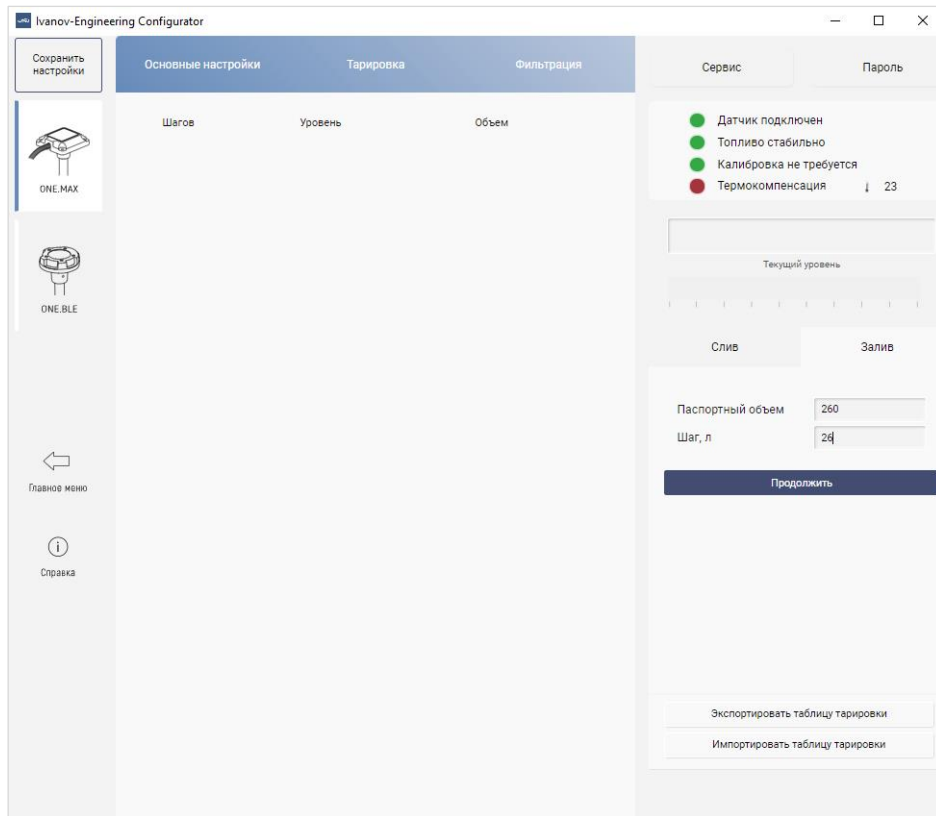 Ivanov-Engineering Configurator
Сохранить
настройки
Основные настройки
Тарировка
Фильтрация
Сервис
Пароль
ONE.MAX
ONE.BLE
Главное меню
Справка
Шагов
Уровень
Объем
Датчик подключен
Топливо стабильно
Калибровка не требуется
Термокомпенсация
23
Текущий уровень
Слив
Залив
Паспортный объем
260
Шаг, л
26
Продолжить
Экспортировать таблицу тарировки
Импортировать таблицу тарировки